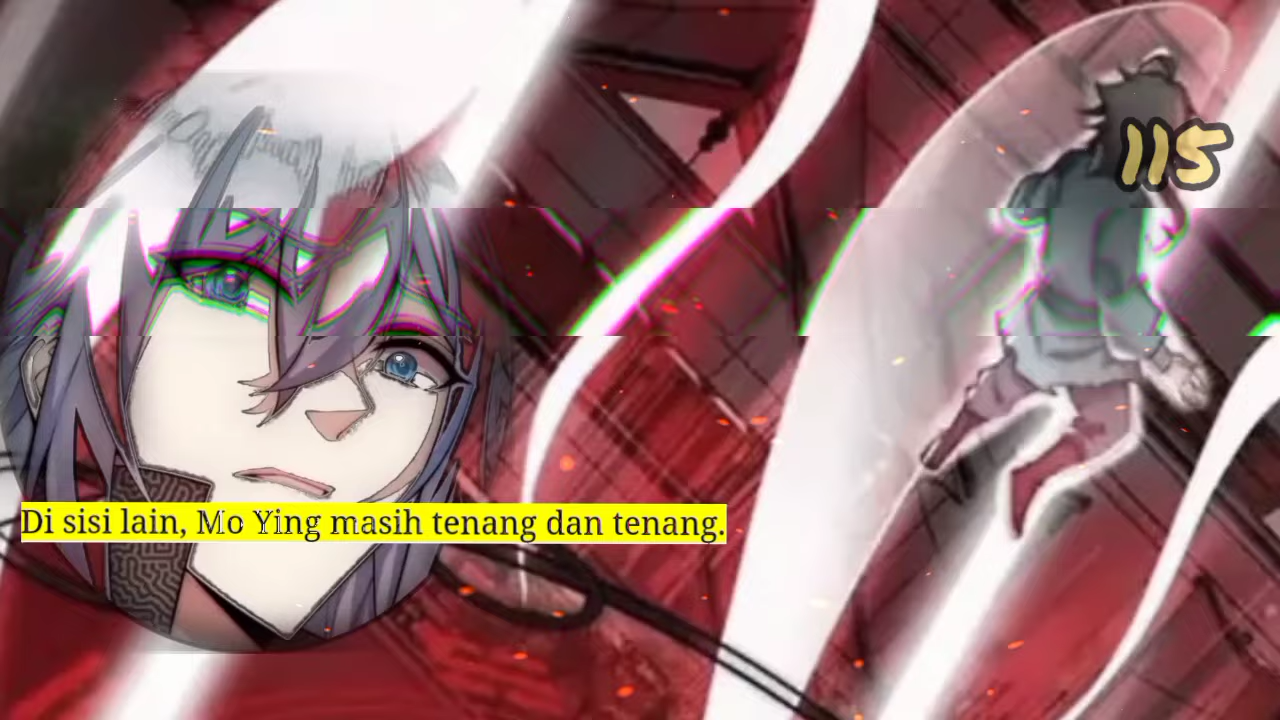 115
Di sisi lain, Mo Ying masih tenang dan tenang.